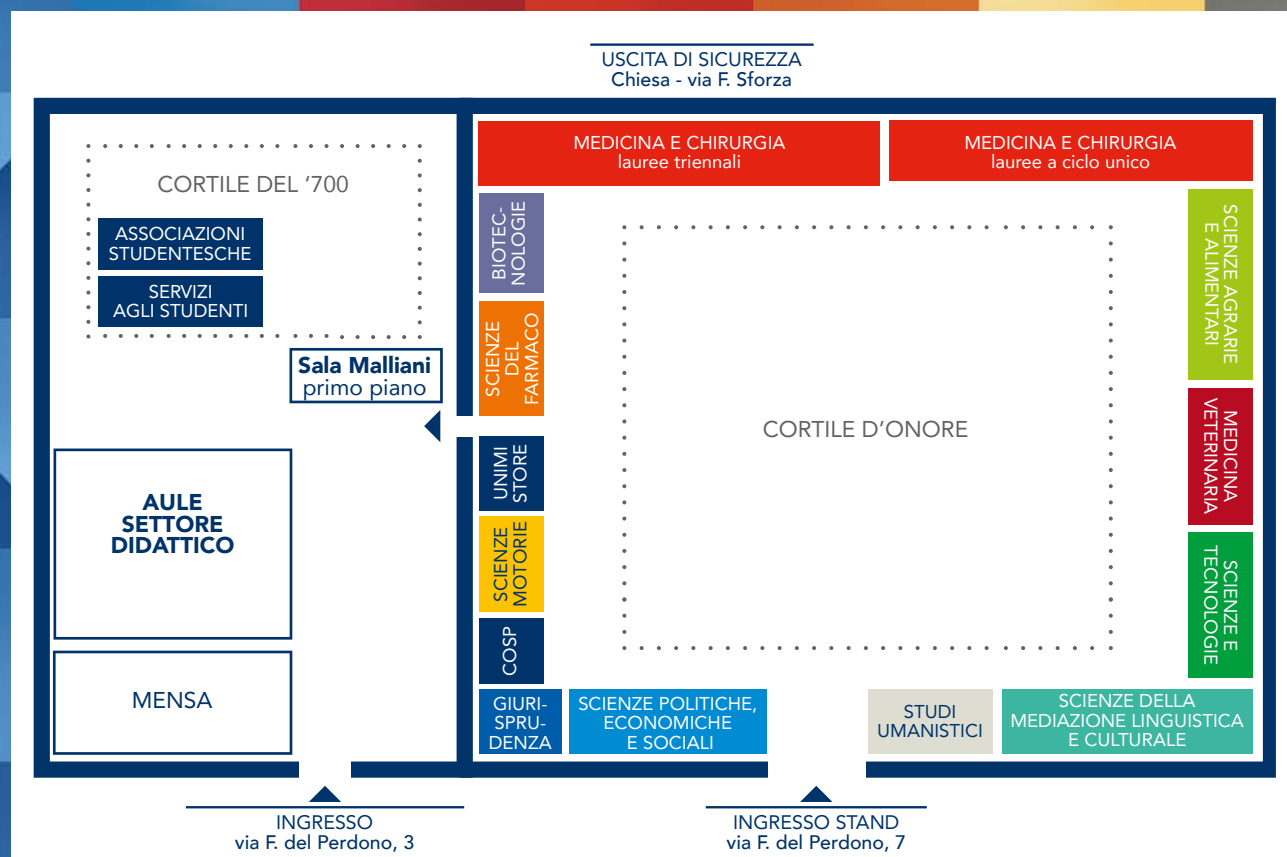 USCITA DI SICUREZZA
Chiesa - via F. Sforza
MEDICINA E CHIRURGIA
lauree triennali
MEDICINA E CHIRURGIA
lauree a ciclo unico
CORTILE DEL '700
ASSOCIAZIONI
STUDENTESCHE
SERVIZI
AGLI STUDENTI
Sala Malliani
primo piano
AULE
SETTORE
DIDATTICO
MENSA
BIOTEC-
NOLOGIE
SCIENZE
DEL
FARMACO
UNIMI
STORE
SCIENZE
MOTORIE
COSP
CORTILE D'ONORE
SCIENZE AGRARIE
E ALIMENTARI
MEDICINA
VETERINARIA
SCIENZE E
TECNOLOGIE
GIURI-
SPRU-
DENZA
SCIENZE POLITICHE,
ECONOMICHE
E SOCIALI
STUDI
UMANISTICI
SCIENZE DELLA
MEDIAZIONE LINGUISTICA
E CULTURALE
INGRESSO
via F. del Perdono, 3
INGRESSO STAND
via F. del Perdono, 7